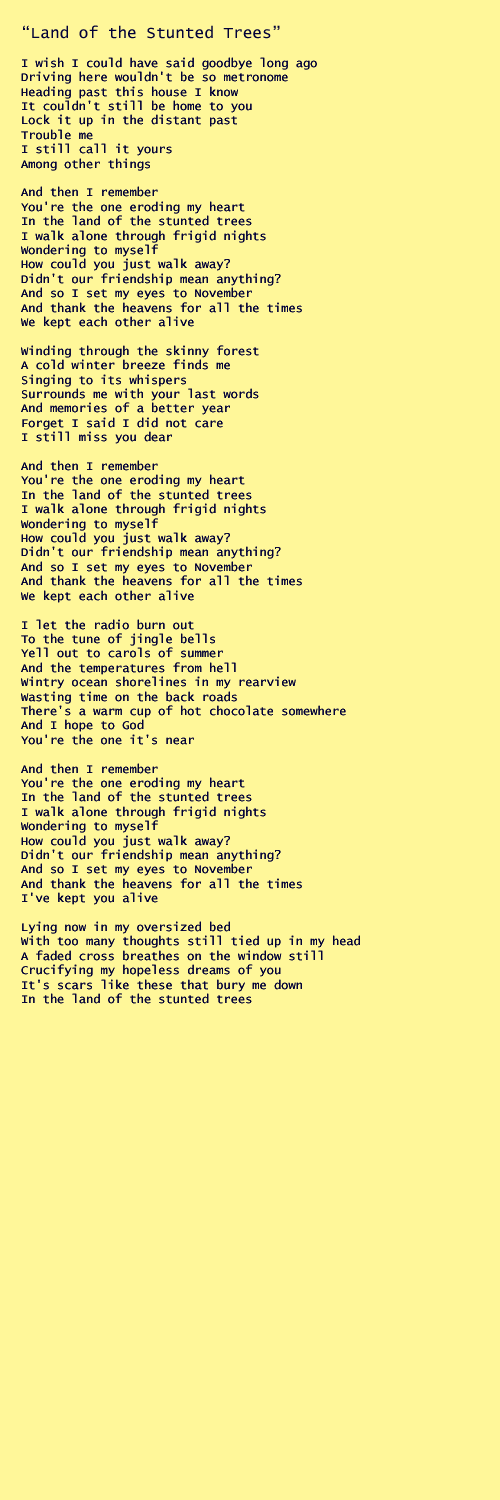 “Land of the Stunted Trees”
I wish I could have said goodbye long ago
Driving here wouldn't be so metronome
Heading past this house I know
It couldn't still be home to you
Lock it up in the distant past
Trouble me
I still call it yours
Among other things
And then I remember
You're the one eroding my heart
In the land of the stunted trees
I walk alone through frigid nights
Wondering to myself
How could you just walk away?
Didn't our friendship mean anything?
And so I set my eyes to November
And thank the heavens for all the times
We kept each other alive
Winding through the skinny forest
A cold winter breeze finds me
Singing to its whispers
Surrounds me with your last words
And memories of a better year
Forget I said I did not care
I still miss you dear
And then I remember
You're the one eroding my heart
In the land of the stunted trees
I walk alone through frigid nights
Wondering to myself
How could you just walk away?
Didn't our friendship mean anything?
And so I set my eyes to November
And thank the heavens for all the times
We kept each other alive
I let the radio burn out
To the tune of jingle bells
Yell out to carols of summer
And the temperatures from hell
Wintry ocean shorelines in my rearview
Wasting time on the back roads
There's a warm cup of hot chocolate somewhere
And I hope to God
You're the one it's near
And then I remember
You're the one eroding my heart
In the land of the stunted trees
I walk alone through frigid nights
Wondering to myself
How could you just walk away?
Didn't our friendship mean anything?
And so I set my eyes to November
And thank the heavens for all the times
I've kept you alive
Lying now in my oversized bed
With too many thoughts still tied up in my head
A faded cross breathes on the window still
Crucifying my hopeless dreams of you
It's scars like these that bury me down
In the land of the stunted trees